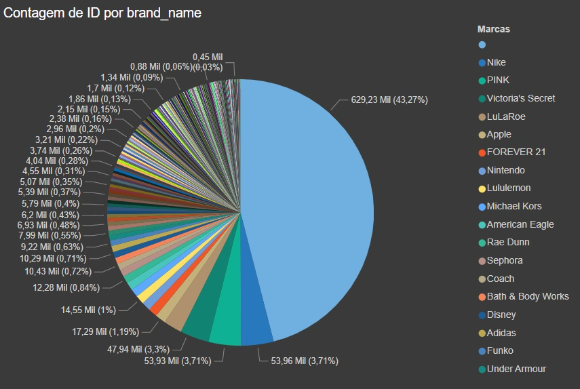 Contagem de ID por brand_name
Marcas
Nike
PINK
Victoria's Secret
LuLaRoe
Apple
FOREVER 21
Nintendo
Lululemon
Michael Kors
American Eagle
Rae Dunn
Sephora
Coach
Bath & Body Works
Disney
Adidas
Funko
Under Armour
0,45 Mil
(0,03%)
0,88 Mil (0,06%)
1,34 Mil (0,09%)
1,7 Mil (0,12%)
1,86 Mil (0,13%)
2,15 Mil (0,15%)
2,38 Mil (0,16%)
2,96 Mil (0,2%)
3,21 Mil (0,22%)
3,74 Mil (0,26%)
4,04 Mil (0,28%)
4,55 Mil (0,31%)
5,07 Mil (0,35%)
5,39 Mil (0,37%)
5,79 Mil (0,4%)
6,2 Mil (0,43%)
6,93 Mil (0,48%)
7,99 Mil (0,55%)
9,22 Mil (0,63%)
10,29 Mil (0,71%)
10,43 Mil (0,72%)
12,28 Mil (0,84%)
14,55 Mil (1%)
17,29 Mil (1,19%)
47,94 Mil (3,3%)
53,93 Mil (3,71%)
53,96 Mil (3,71%)
629,23 Mil (43,27%)